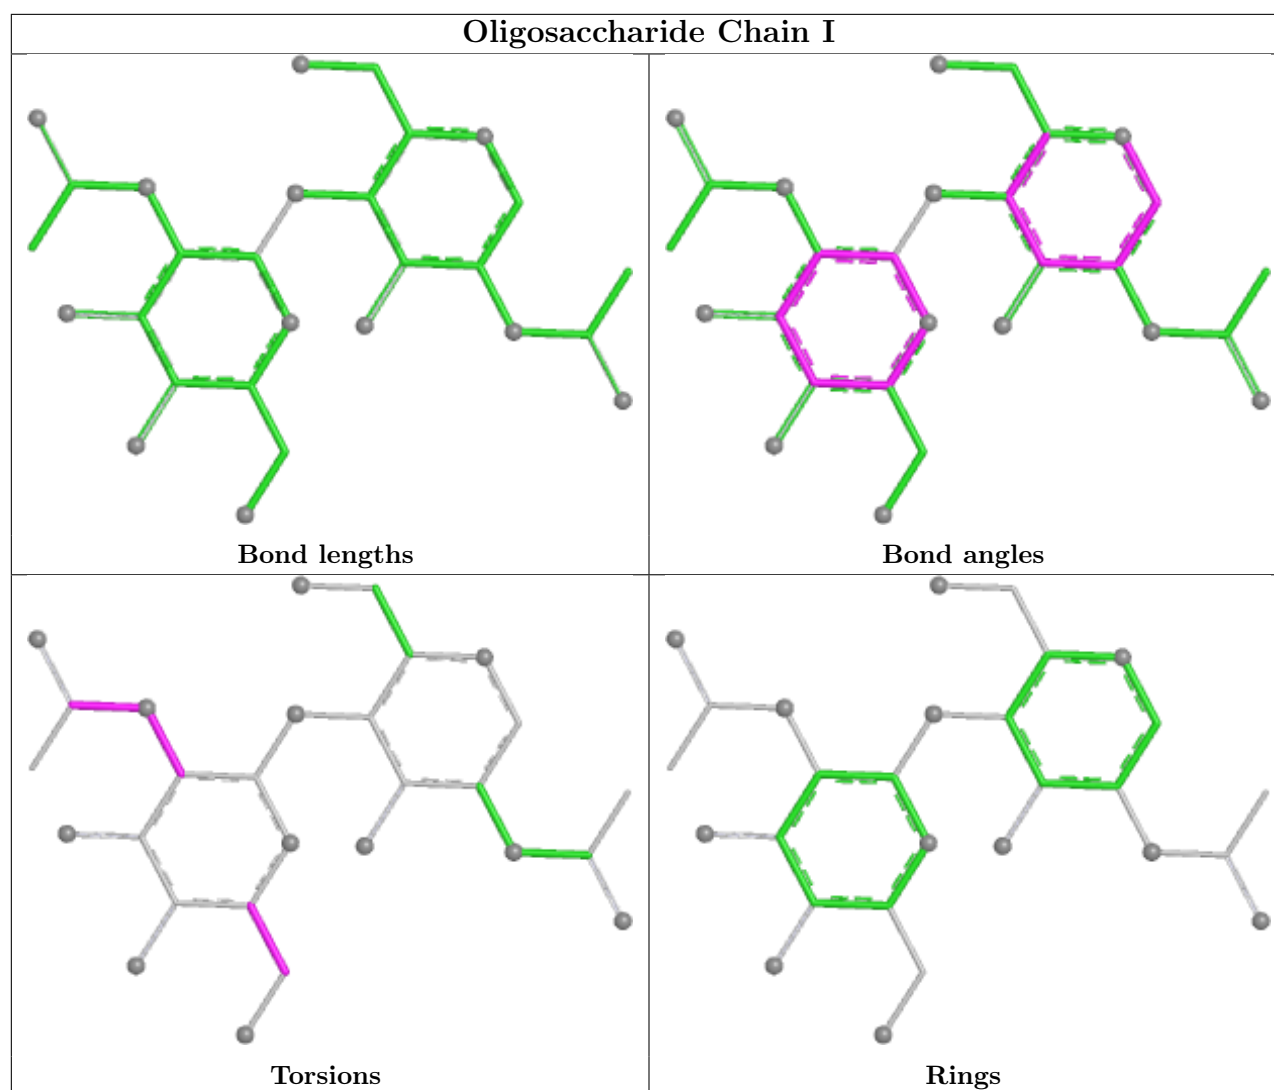 Oligosaccharide Chain I
Bond lengths
Bond angles
Torsions
Rings